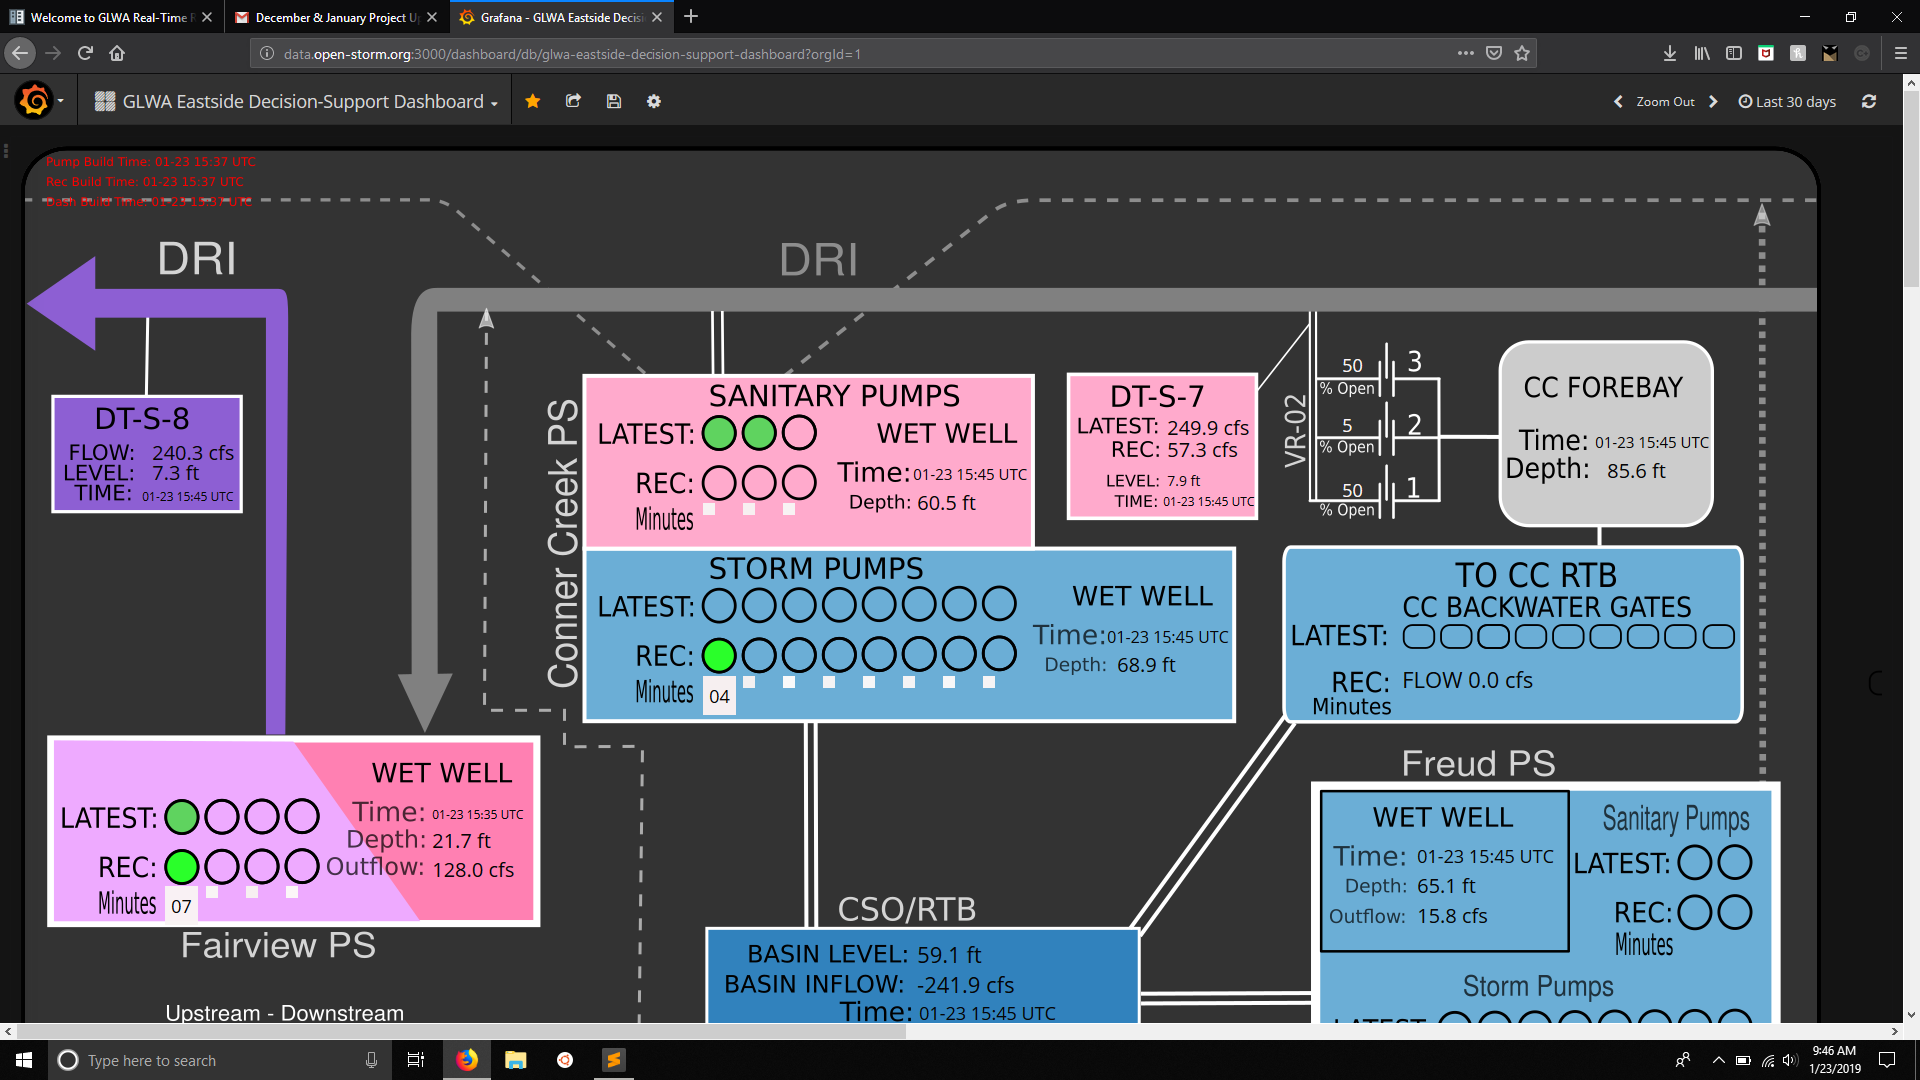 Welcome to GLWA Real-Time R
December & January Project U
Grafana - GLWA Eastside Decisi
data.open-storm.org:3000/dashboard/db/glwa-eastside-decision-support-dashboard?orgId=1
GLWA Eastside Decision-Support Dashboard
Zoom Out
Last 30 days
Pump Build Time: 01-23 15:37 UTC
Rec Build Time: 01-23 15:37 UTC
Dash Build Time: 01-23 15:37 UTC
DRI
DRI
DT-S-8
FLOW: 240.3 cfs
LEVEL: 7.3 ft
TIME: 01-23 15:45 UTC
Conner Creek PS
SANITARY PUMPS
LATEST:
WET WELL
REC:
Time: 01-23 15:45 UTC
Depth: 60.5 ft
Minutes
STORM PUMPS
LATEST:
WET WELL
REC:
Time: 01-23 15:45 UTC
Depth: 68.9 ft
Minutes
04
DT-S-7
LATEST: 249.9 cfs
REC: 57.3 cfs
LEVEL: 7.9 ft
TIME: 01-23 15:45 UTC
VR-02
50
% Open
3
5
% Open
2
50
% Open
1
CC FOREBAY
Time: 01-23 15:45 UTC
Depth: 85.6 ft
TO CC RTB
CC BACKWATER GATES
LATEST:
REC: FLOW 0.0 cfs
Minutes
WET WELL
LATEST:
Time: 01-23 15:35 UTC
Depth: 21.7 ft
REC:
Outflow: 128.0 cfs
Minutes
07
Fairview PS
Upstream - Downstream
CSO/RTB
BASIN LEVEL: 59.1 ft
BASIN INFLOW: -241.9 cfs
Time: 01-23 15:45 UTC
Freud PS
WET WELL
Time: 01-23 15:45 UTC
Depth: 65.1 ft
Outflow: 15.8 cfs
Sanitary Pumps
LATEST:
REC:
Minutes
Storm Pumps
LATEST:
Type here to search
9:46 AM
1/23/2019